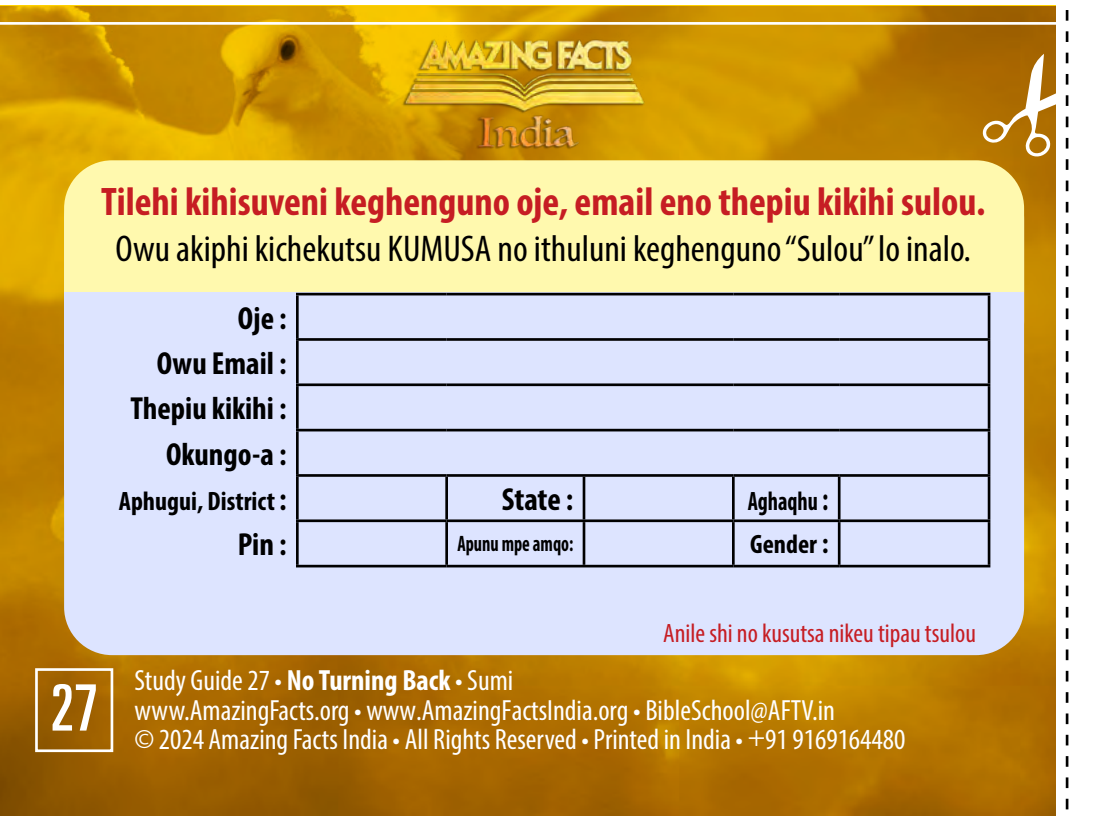 AMAZING FACTS
India
Tilehi kihisuveni keghenguno oje, email eno thepiu kikihi sulou.
Owu akiphi kichekutsu KUMUSA no ithuluni keghenguno “Sulou” lo inalo.
Oje :
Owu Email :
Thepiu kikihi :
Okungo-a :
Aphugui, District : State : Aghaqhu :
Pin : Apunu mpe amqo: Gender :
Anile shi no kusutsa nikeu tipau tsulou
27
Study Guide 27 • No Turning Back • Sumi
www.AmazingFacts.org • www.AmazingFactsIndia.org • BibleSchool@AFTV.in
© 2024 Amazing Facts India • All Rights Reserved • Printed in India • +91 9169164480